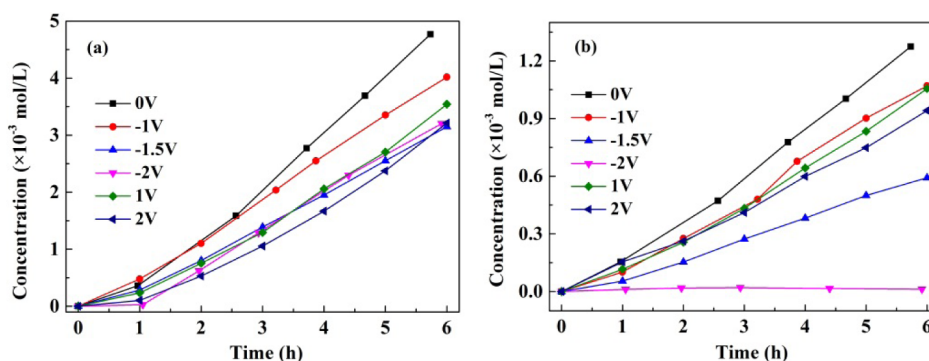 (a)
Concentration (×10⁻³ mol/L)
5
4
3
2
1
0
0V
-1V
-1.5V
-2V
1V
2V
0 1 2 3 4 5 6
Time (h)
(b)
Concentration (×10⁻³ mol/L)
1.2
0.9
0.6
0.3
0.0
0V
-1V
-1.5V
-2V
1V
2V
0 1 2 3 4 5 6
Time (h)